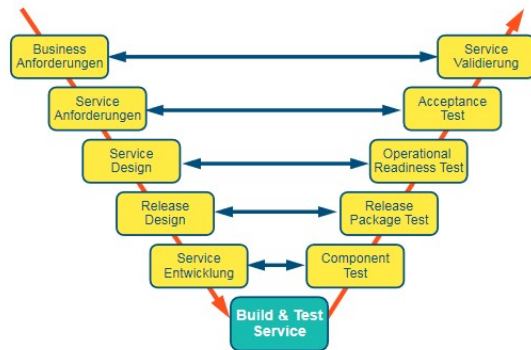 Business
Anforderungen
Service
Validierung
Service
Anforderungen
Acceptance
Test
Service
Design
Operational
Readiness Test
Release
Design
Release
Package Test
Service
Entwicklung
Component
Test
Build & Test
Service